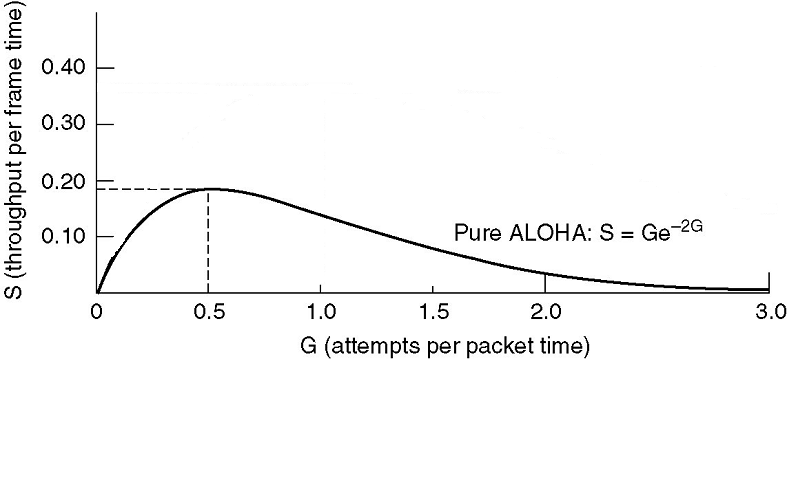 S (throughput per frame time)
0.40
0.30
0.20
0.10
Pure ALOHA: S = Ge–2G
0 0.5 1.0 1.5 2.0 3.0
G (attempts per packet time)